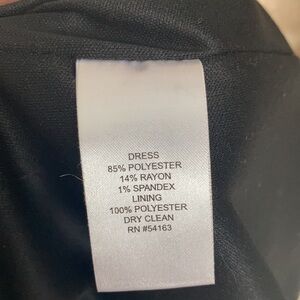 DRESS
85% POLYESTER
14% RAYON
1% SPANDEX
LINING
100% POLYESTER
DRY CLEAN
RN #54163